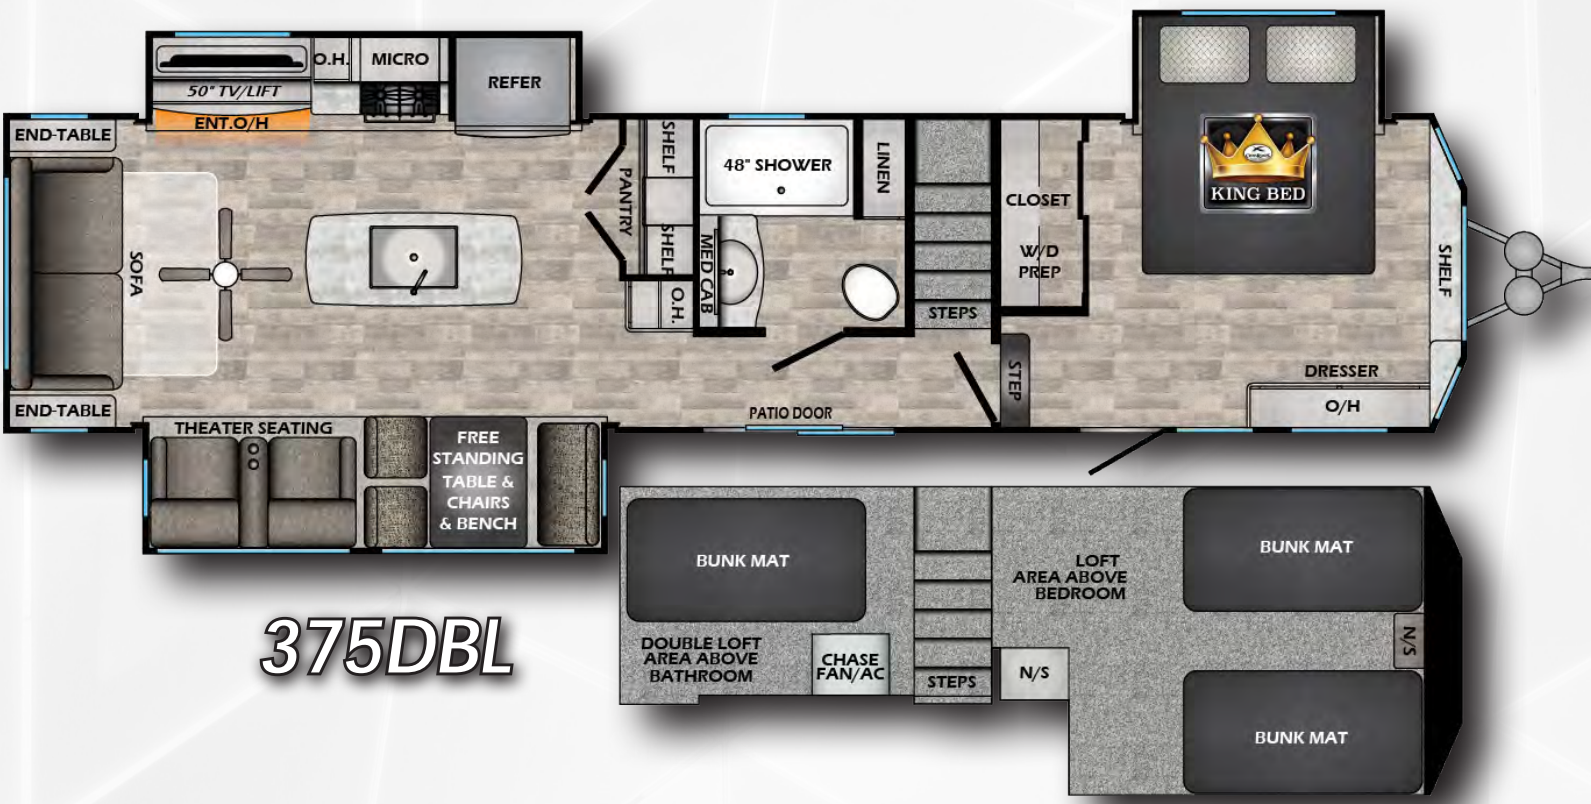 O.H.
MICRO
REFER
50" TV/LIFT
ENT.O/H
END-TABLE
SOFA
END-TABLE
PANTRY
SHELF
SHELF
O.H.
48" SHOWER
LINEN
MED CAB
STEPS
CLOSET
W/D
PREP
STEP
KING BED
SHELF
DRESSER
O/H
PATIO DOOR
THEATER SEATING
FREE
STANDING
TABLE &
CHAIRS
& BENCH
375DBL
BUNK MAT
DOUBLE LOFT
AREA ABOVE
BATHROOM
CHASE
FAN/AC
STEPS
LOFT
AREA ABOVE
BEDROOM
N/S
BUNK MAT
N/S
BUNK MAT